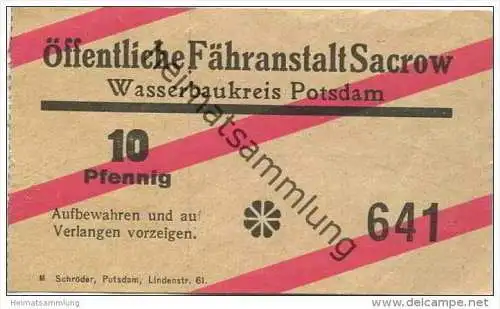 Öffentliche Fähranstalt Sacrow
Wasserbaukreis Potsdam
10
Pfennig
Aufbewahren und auf
Verlangen vorzeigen.
641
M Schröder, Potsdam, Lindenstr. 61.
heimatsammlung
Heimatsammlung
http://www.delcampe.net